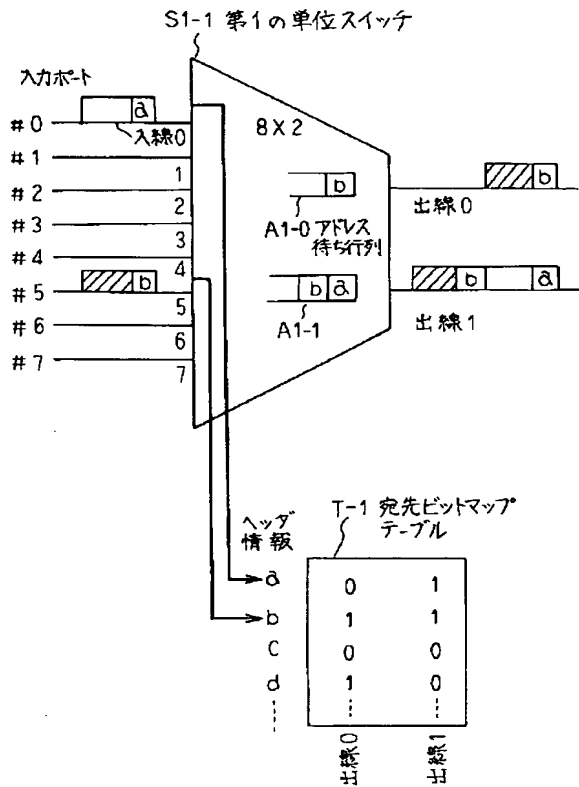 S1-1 第1の単位スイッチ
入力ポート
a
#0
入線0
8X2
#1
1
b
b
#2
2
出線0
A1-0 アドレス
待ち行列
#3
3
#4
4
b
b a
b
a
#5
5
A1-1
出線1
#6
6
#7
7
ヘッダ
情報
T-1 宛先ビットマップ
テーブル
a 0 1
b 1 1
C 0 0
d 1 0
出線0
出線1